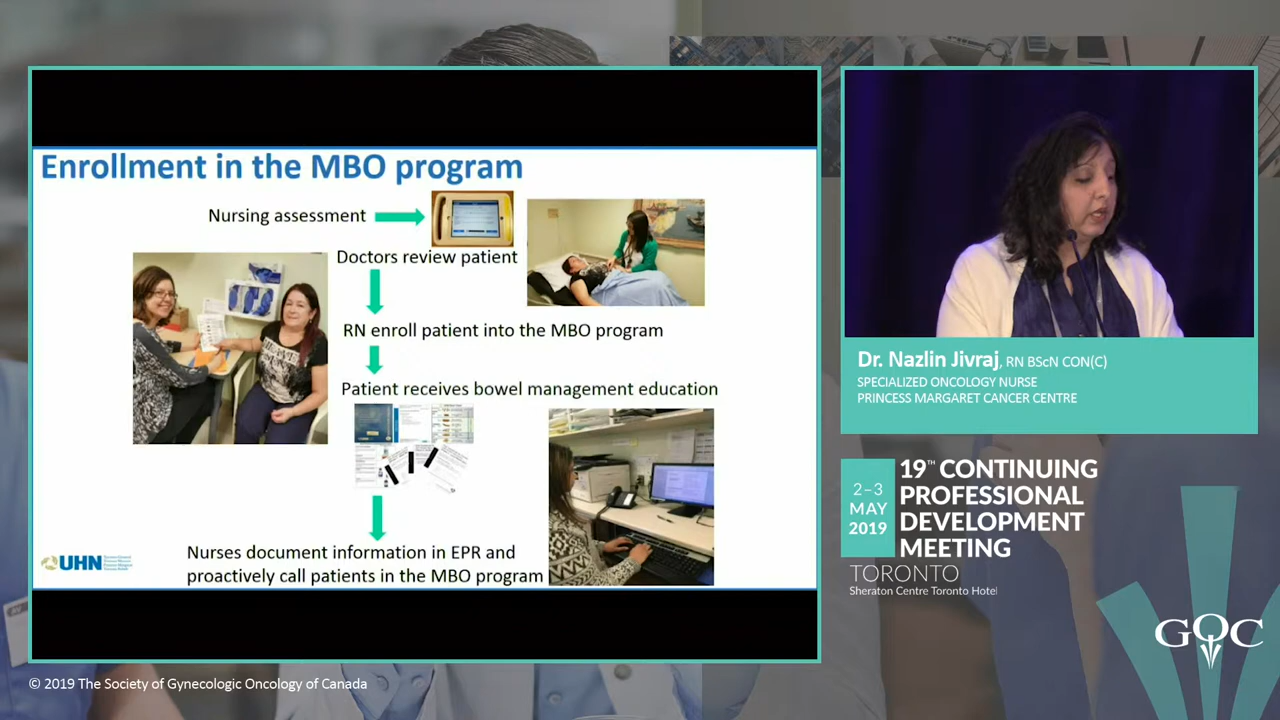 Enrollment in the MBO program
Nursing assessment
Doctors review patient
RN enroll patient into the MBO program
Patient receives bowel management education
Nurses document information in EPR and
proactively call patients in the MBO program
UHN
Dr. Nazlin Jivraj, RN BScN CON(C)
SPECIALIZED ONCOLOGY NURSE
PRINCESS MARGARET CANCER CENTRE
2–3
MAY
2019
19TH CONTINUING
PROFESSIONAL
DEVELOPMENT
MEETING
TORONTO
Sheraton Centre Toronto Hotel
GOC
© 2019 The Society of Gynecologic Oncology of Canada